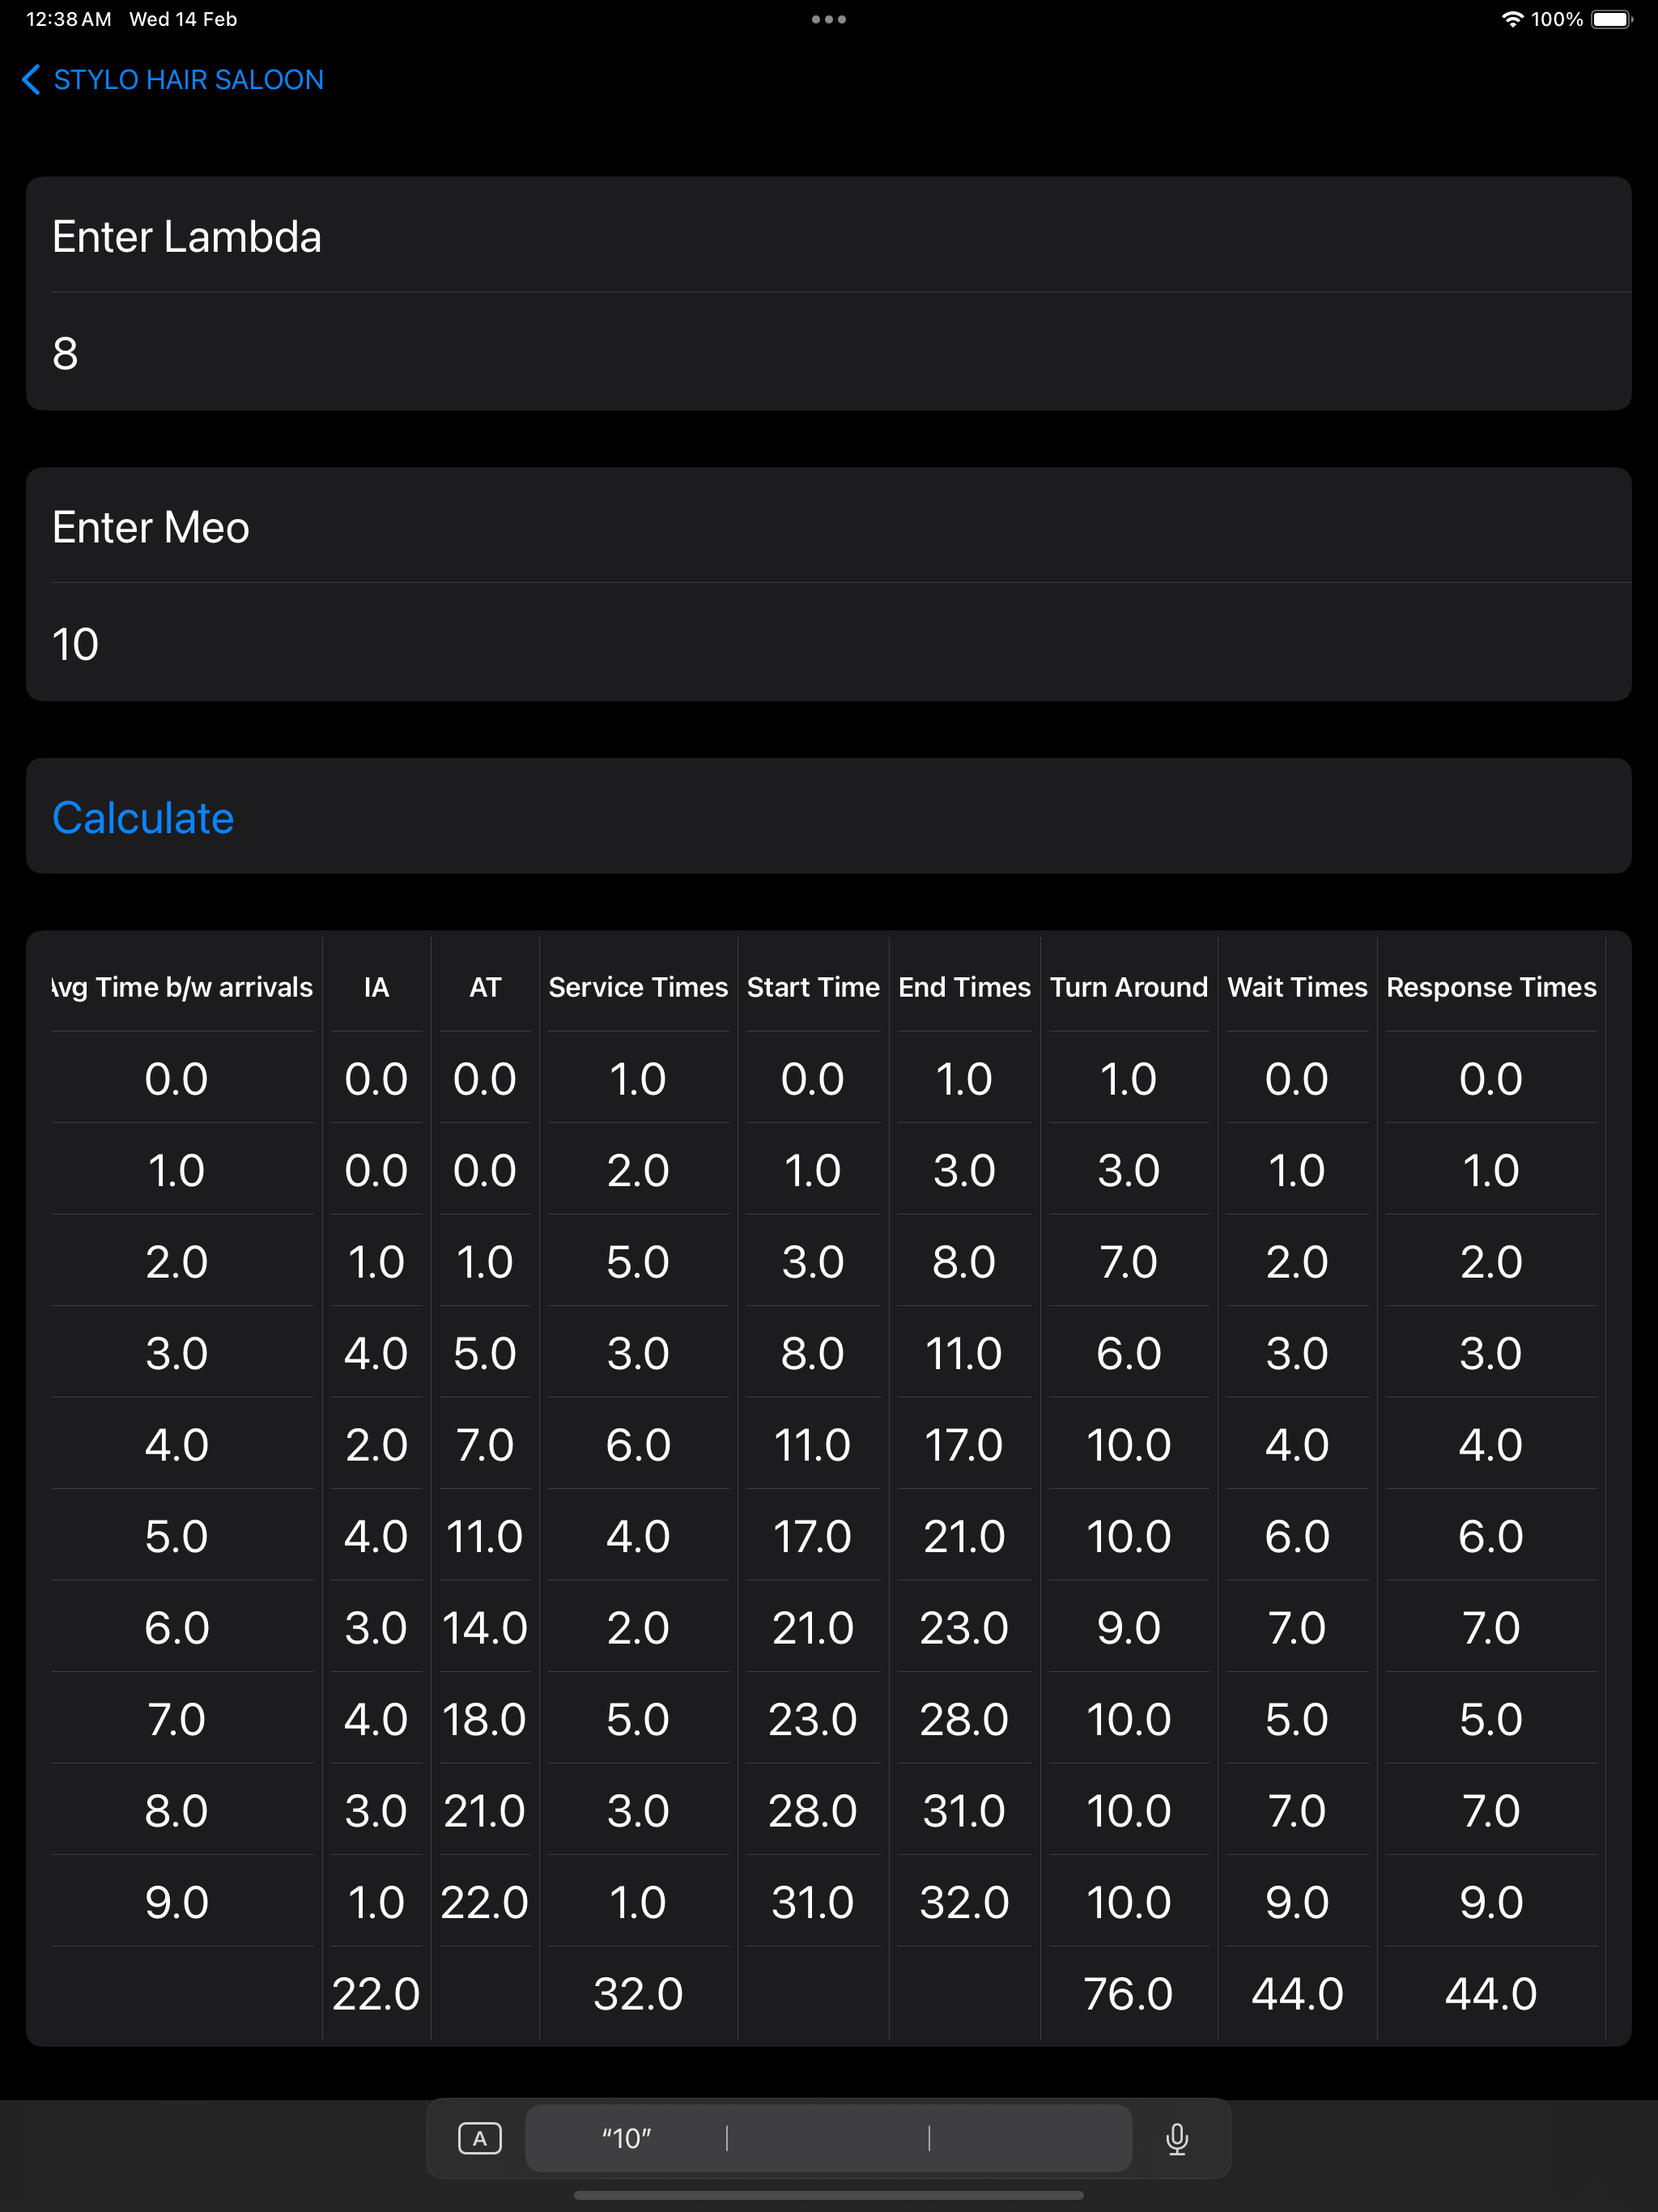 12:38 AM Wed 14 Feb 100%
STYLO HAIR SALOON
Enter Lambda
8
Enter Meo
10
Calculate
Avg Time b/w arrivals IA AT Service Times Start Time End Times Turn Around Wait Times Response Times
0.0 0.0 0.0 1.0 0.0 1.0 1.0 0.0 0.0
1.0 0.0 0.0 2.0 1.0 3.0 3.0 1.0 1.0
2.0 1.0 1.0 5.0 3.0 8.0 7.0 2.0 2.0
3.0 4.0 5.0 3.0 8.0 11.0 6.0 3.0 3.0
4.0 2.0 7.0 6.0 11.0 17.0 10.0 4.0 4.0
5.0 4.0 11.0 4.0 17.0 21.0 10.0 6.0 6.0
6.0 3.0 14.0 2.0 21.0 23.0 9.0 7.0 7.0
7.0 4.0 18.0 5.0 23.0 28.0 10.0 5.0 5.0
8.0 3.0 21.0 3.0 28.0 31.0 10.0 7.0 7.0
9.0 1.0 22.0 1.0 31.0 32.0 10.0 9.0 9.0
22.0 32.0 76.0 44.0 44.0
A “10”